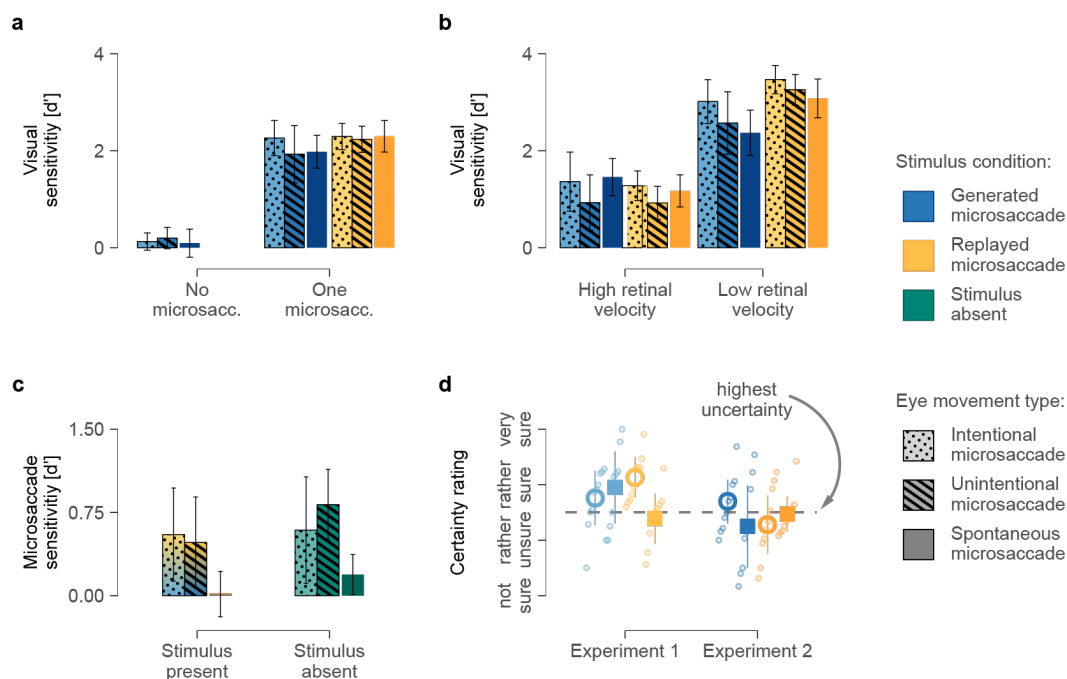 a
4
2
0
Visual
sensitivitiy [d']
No
microsacc.
One
microsacc.
b
4
2
0
Visual
sensitivitiy [d']
High retinal
velocity
Low retinal
velocity
Stimulus condition:
Generated
microsaccade
Replayed
microsaccade
Stimulus
absent
c
1.50
0.75
0.00
Microsaccade
sensitivitiy [d']
Stimulus
present
Stimulus
absent
d
highest
uncertainty
Certainty rating
very
sure
rather
sure
rather
unsure
not
sure
Experiment 1
Experiment 2
Eye movement type:
Intentional
microsaccade
Unintentional
microsaccade
Spontaneous
microsaccade